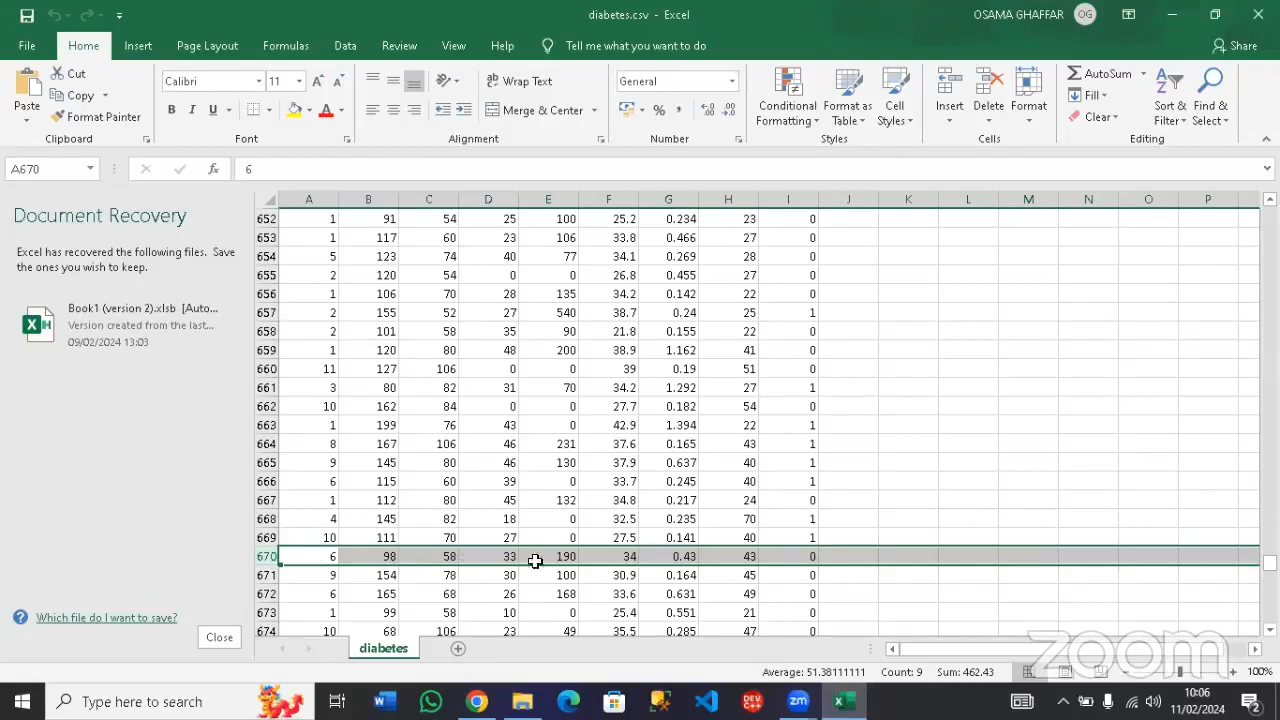 diabetes.csv - Excel
OSAMA GHAFFAR OG
File Home Insert Page Layout Formulas Data Review View Help Tell me what you want to do Share
Paste Cut Copy Format Painter Clipboard
Calibri 11 A A B I U A Font
ab Wrap Text Merge & Center Alignment
General % , Number
Conditional Formatting Format as Table Cell Styles Styles
Insert Delete Format Cells
AutoSum Fill Clear Sort & Filter Find & Select Editing
A670 fx 6
Document Recovery
Excel has recovered the following files. Save
the ones you wish to keep.
Book1 (version 2).xlsb [Auto...
Version created from the last...
09/02/2024 13:03
Which file do I want to save?
Close
A B C D E F G H I J K L M N O P
652 1 91 54 25 100 25.2 0.234 23 0
653 1 117 60 23 106 33.8 0.466 27 0
654 5 123 74 40 77 34.1 0.269 28 0
655 2 120 54 0 0 26.8 0.455 27 0
656 1 106 70 28 135 34.2 0.142 22 0
657 2 155 52 27 540 38.7 0.24 25 1
658 2 101 58 35 90 21.8 0.155 22 0
659 1 120 80 48 200 38.9 1.162 41 0
660 11 127 106 0 0 39 0.19 51 0
661 3 80 82 31 70 34.2 1.292 27 1
662 10 162 84 0 0 27.7 0.182 54 0
663 1 199 76 43 0 42.9 1.394 22 1
664 8 167 106 46 231 37.6 0.165 43 1
665 9 145 80 46 130 37.9 0.637 40 1
666 6 115 60 39 0 33.7 0.245 40 1
667 1 112 80 45 132 34.8 0.217 24 0
668 4 145 82 18 0 32.5 0.235 70 1
669 10 111 70 27 0 27.5 0.141 40 1
670 6 98 58 33 190 34 0.43 43 0
671 9 154 78 30 100 30.9 0.164 45 0
672 6 165 68 26 168 33.6 0.631 49 0
673 1 99 58 10 0 25.4 0.551 21 0
674 10 68 106 23 49 35.5 0.285 47 0
diabetes
zoom
Average: 51.38111111 Count: 9 Sum: 462.43 100%
Type here to search
DEV C++ zm
10:06
11/02/2024
2